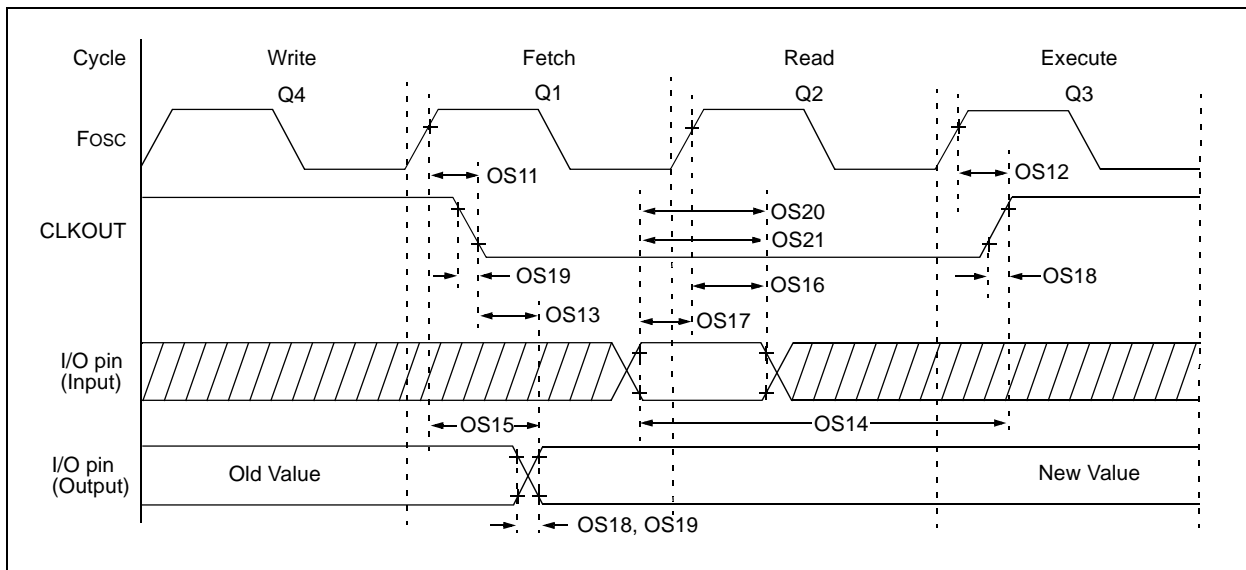 Cycle Write Fetch Read Execute
Q4 Q1 Q2 Q3
FOSC
OS11 OS12
CLKOUT
OS20
OS21
OS19 OS16 OS18
OS13 OS17
I/O pin
(Input)
OS15 OS14
I/O pin
(Output)
Old Value New Value
OS18, OS19